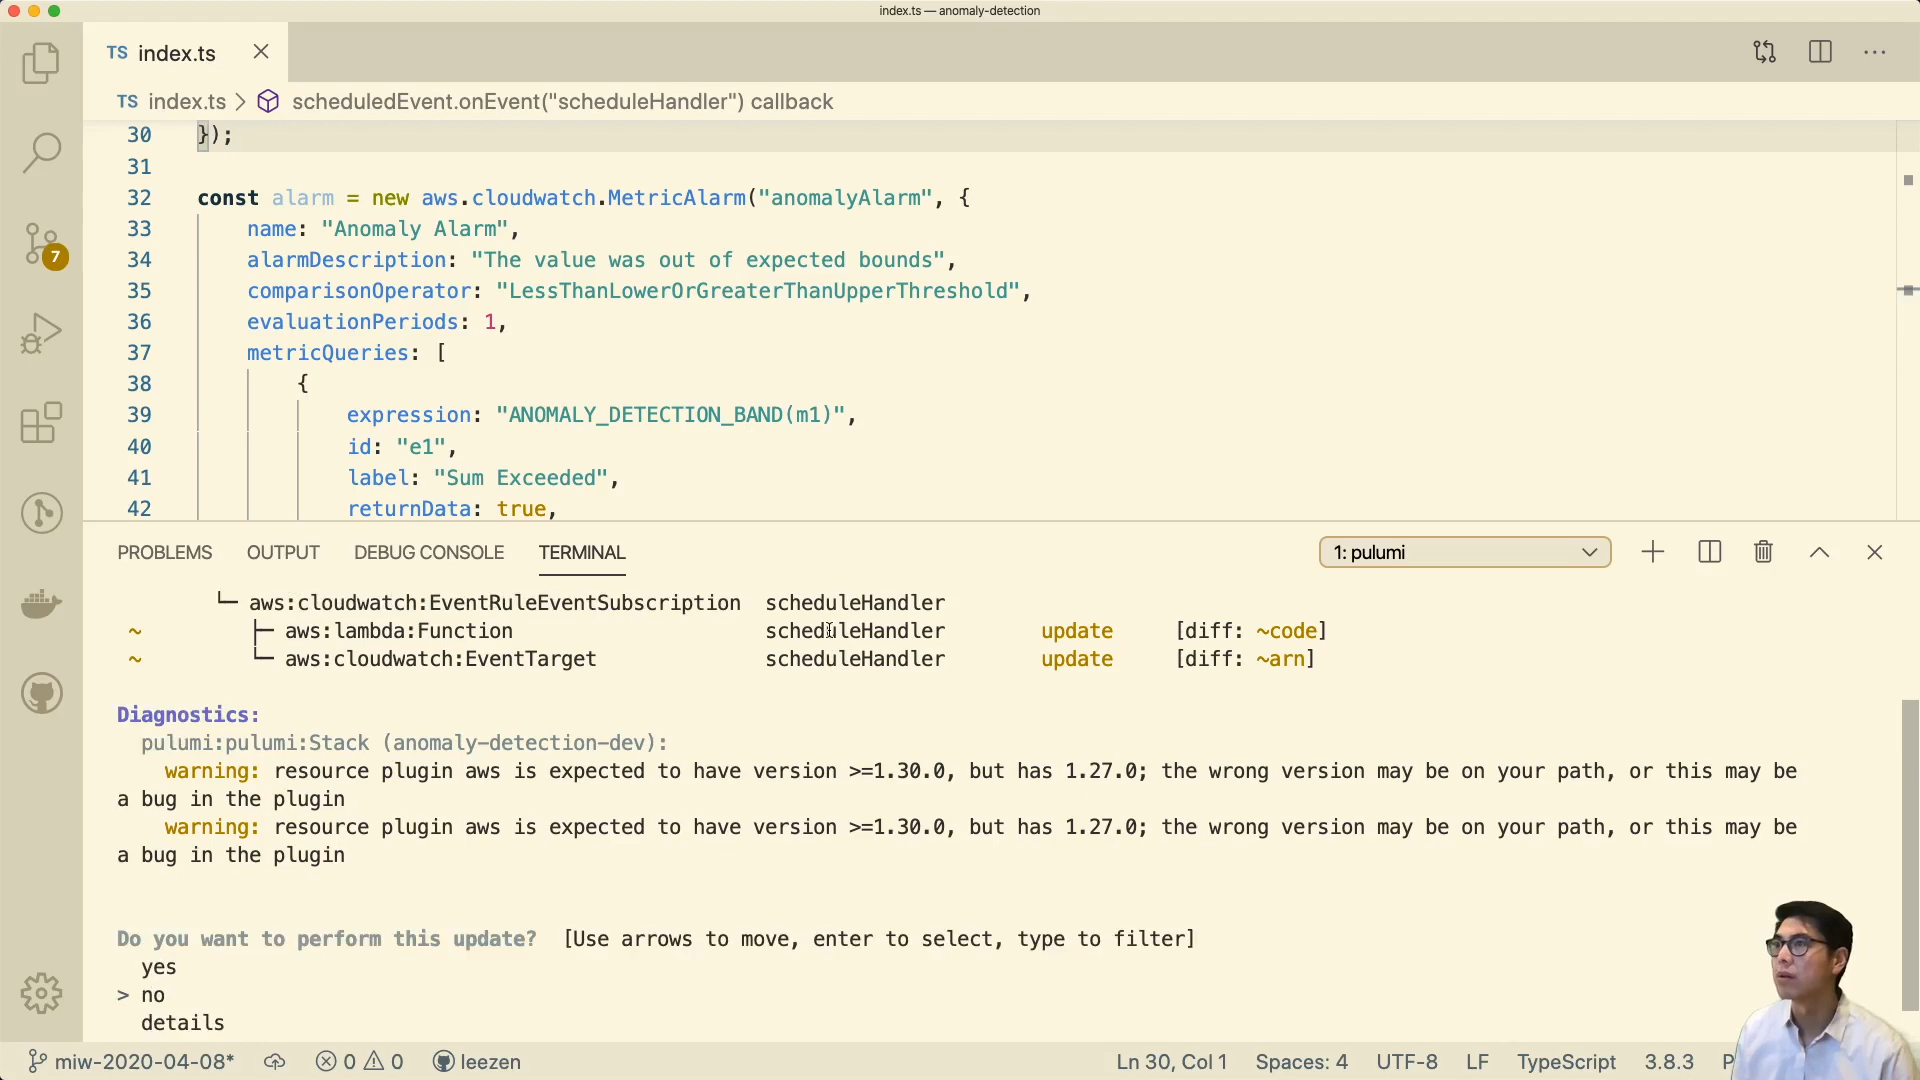 index.ts — anomaly-detection
TS index.ts
TS index.ts > scheduledEvent.onEvent("scheduleHandler") callback
30 });
31
32 const alarm = new aws.cloudwatch.MetricAlarm("anomalyAlarm", {
33 name: "Anomaly Alarm",
34 alarmDescription: "The value was out of expected bounds",
35 comparisonOperator: "LessThanLowerOrGreaterThanUpperThreshold",
36 evaluationPeriods: 1,
37 metricQueries: [
38 {
39 expression: "ANOMALY_DETECTION_BAND(m1)",
40 id: "e1",
41 label: "Sum Exceeded",
42 returnData: true,
7
PROBLEMS OUTPUT DEBUG CONSOLE TERMINAL 1: pulumi
└─ aws:cloudwatch:EventRuleEventSubscription scheduleHandler
~ ├─ aws:lambda:Function scheduleHandler update [diff: ~code]
~ └─ aws:cloudwatch:EventTarget scheduleHandler update [diff: ~arn]
Diagnostics:
pulumi:pulumi:Stack (anomaly-detection-dev):
warning: resource plugin aws is expected to have version >=1.30.0, but has 1.27.0; the wrong version may be on your path, or this may be
a bug in the plugin
warning: resource plugin aws is expected to have version >=1.30.0, but has 1.27.0; the wrong version may be on your path, or this may be
a bug in the plugin
Do you want to perform this update? [Use arrows to move, enter to select, type to filter]
yes
> no
details
miw-2020-04-08* 0 0 leezen Ln 30, Col 1 Spaces: 4 UTF-8 LF TypeScript 3.8.3 P